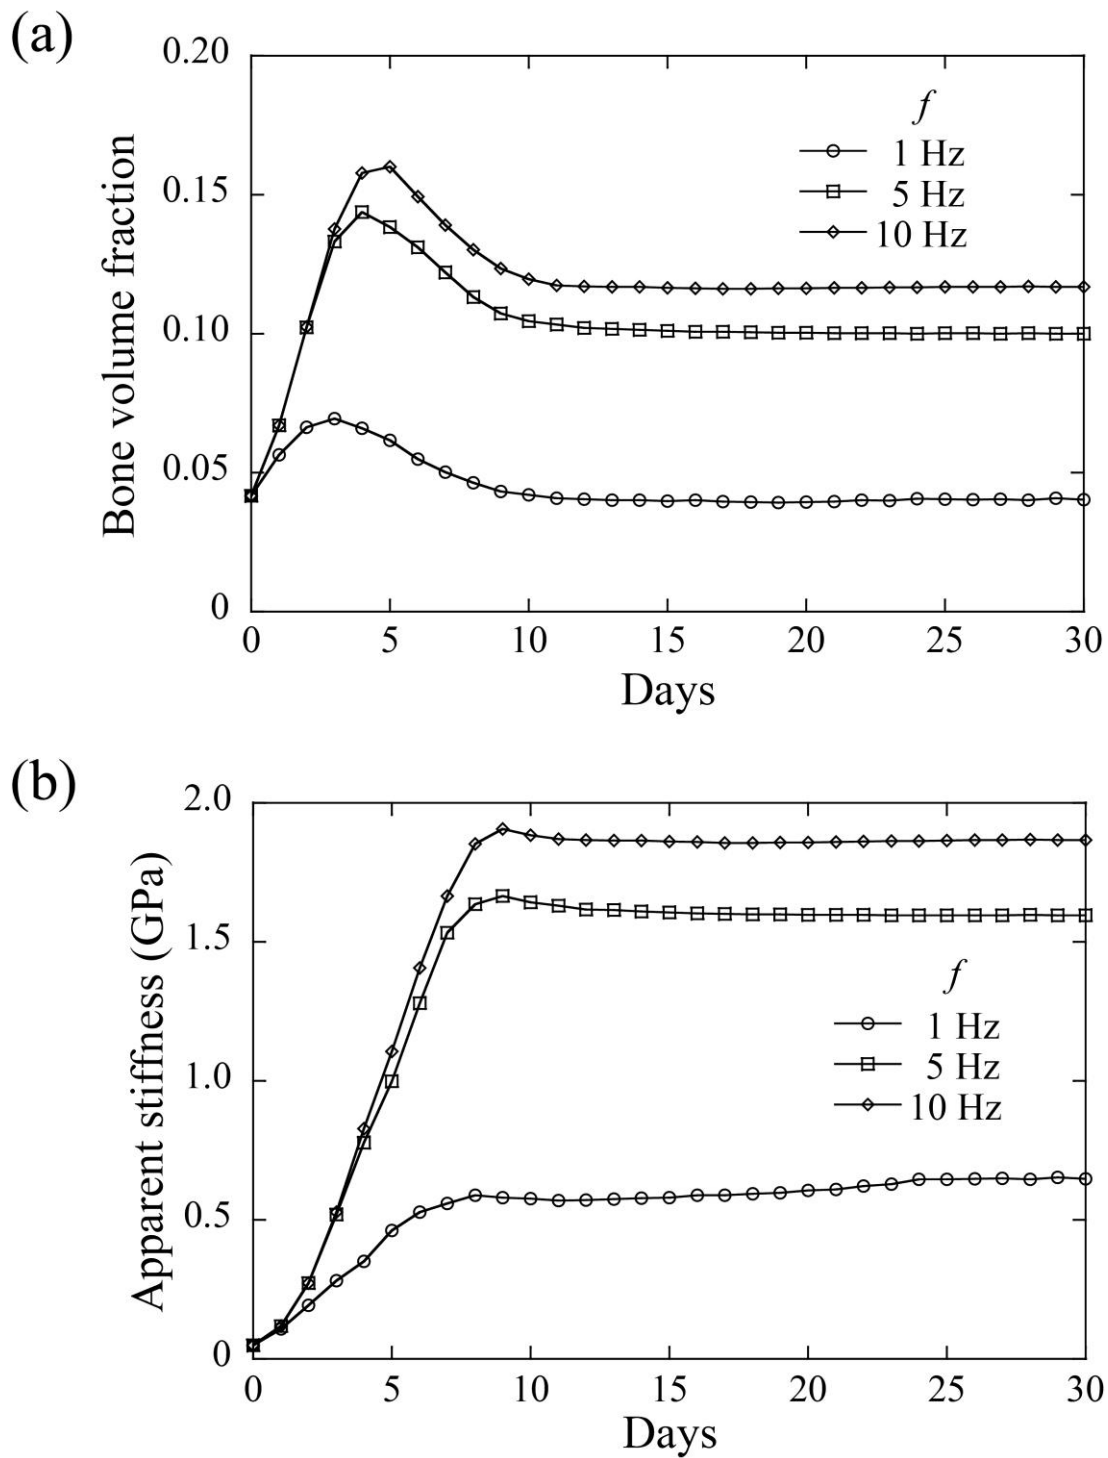 (a)
0.20
0.15
0.10
0.05
0
Bone volume fraction
f
1 Hz
5 Hz
10 Hz
0 5 10 15 20 25 30
Days
(b)
2.0
1.5
1.0
0.5
0
Apparent stiffness (GPa)
f
1 Hz
5 Hz
10 Hz
0 5 10 15 20 25 30
Days